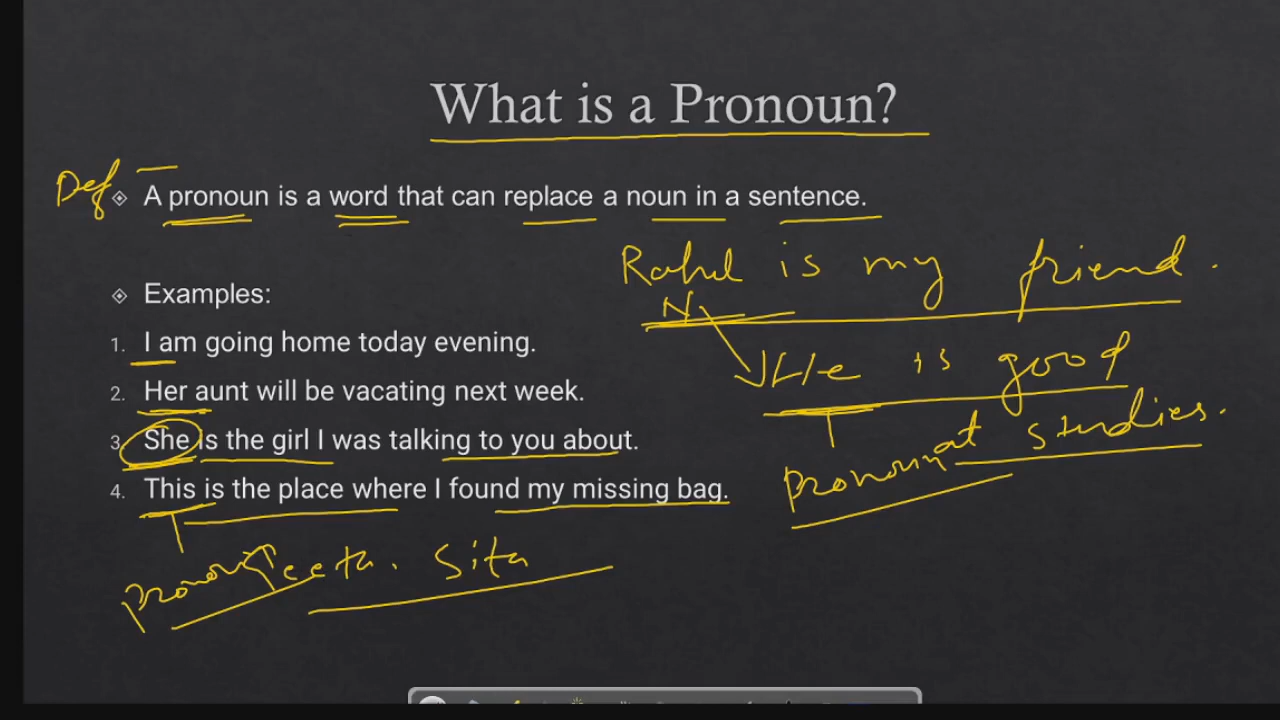 What is a Pronoun?
Def
◈ A pronoun is a word that can replace a noun in a sentence.
Rahul is my friend.
N
◈ Examples:
1. I am going home today evening.
He is good
2. Her aunt will be vacating next week.
at studies.
3. She is the girl I was talking to you about.
pronoun
4. This is the place where I found my missing bag.
pronoun
Teeta. Sita